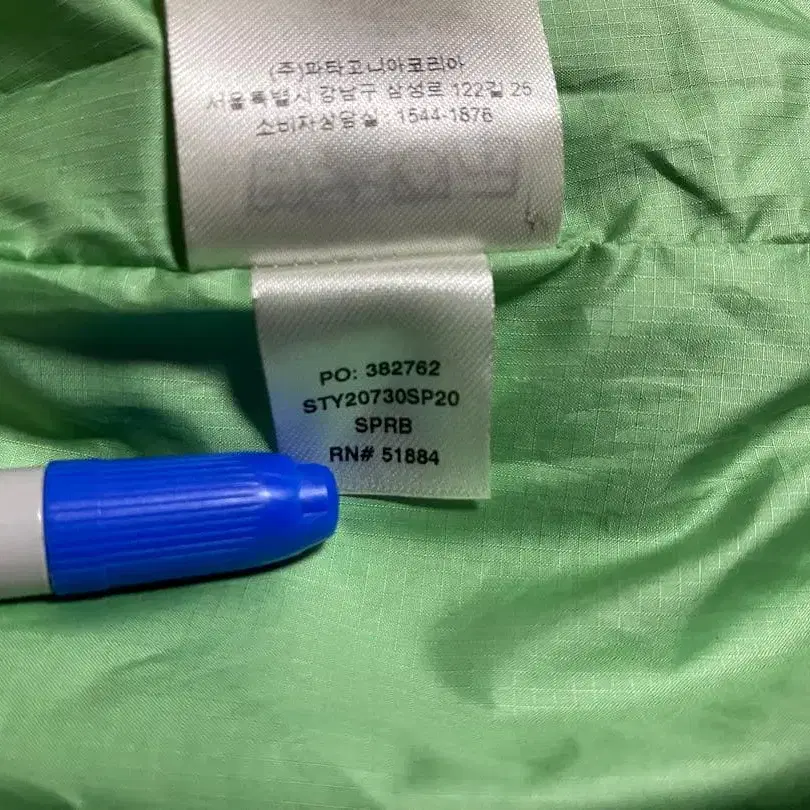 (주)파타고니아코리아
서울특별시 강남구 삼성로 122길 25
소비자상담실 : 1544-1876
PO: 382762
STY20730SP20
SPRB
RN# 51884